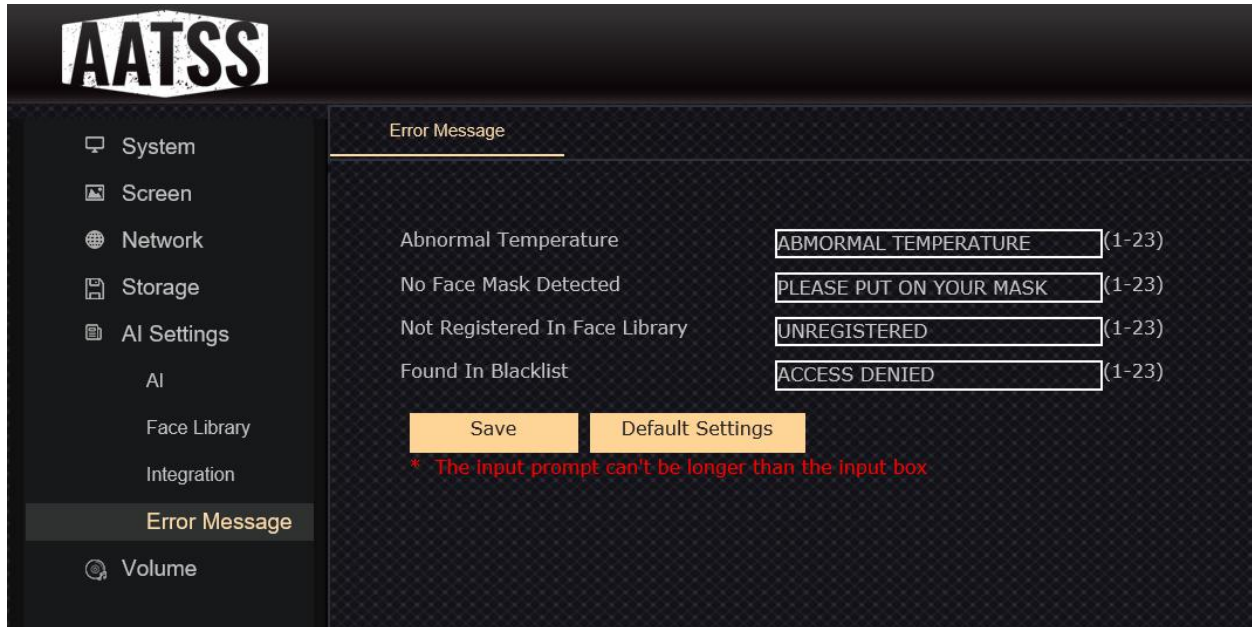 AATSS
System
Screen
Network
Storage
AI Settings
AI
Face Library
Integration
Error Message
Volume
Error Message
Abnormal Temperature ABMORMAL TEMPERATURE (1-23)
No Face Mask Detected PLEASE PUT ON YOUR MASK (1-23)
Not Registered In Face Library UNREGISTERED (1-23)
Found In Blacklist ACCESS DENIED (1-23)
Save Default Settings
* The input prompt can't be longer than the input box